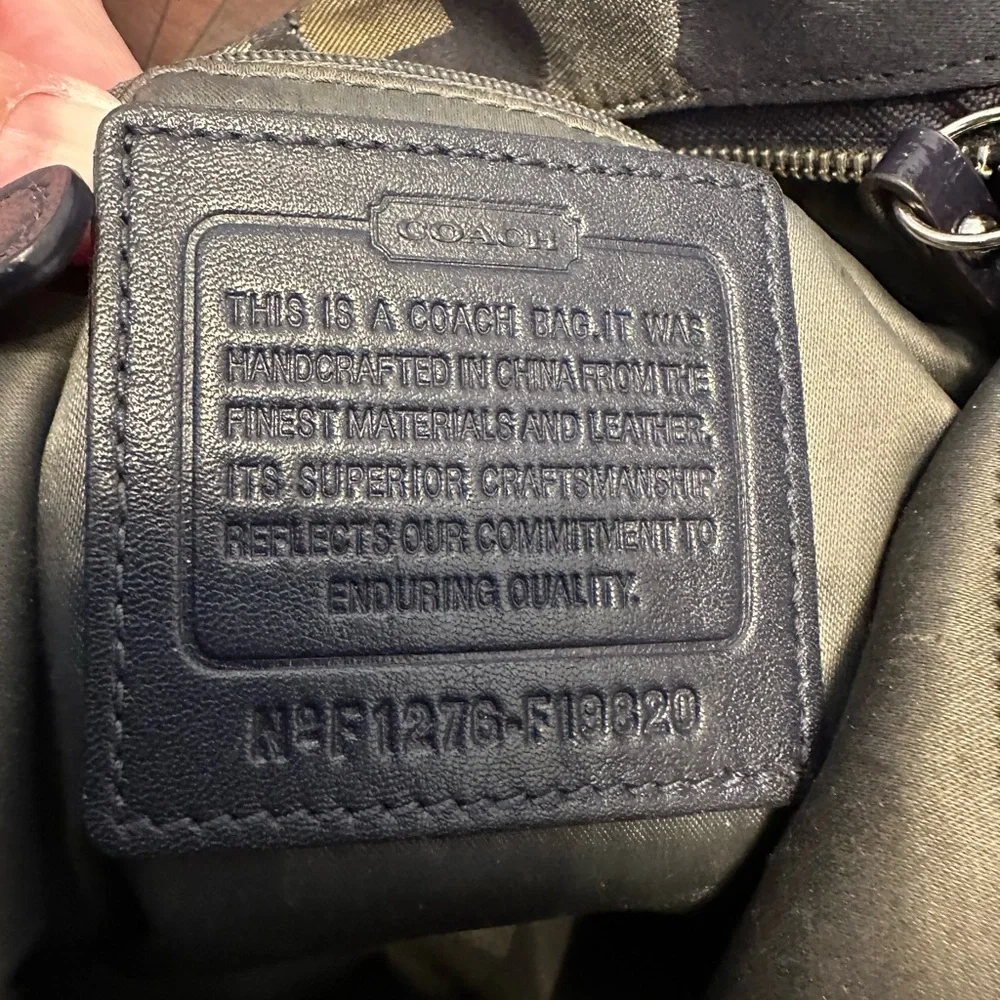 COACH
THIS IS A COACH BAG.IT WAS
HANDCRAFTED IN CHINA FROM THE
FINEST MATERIALS AND LEATHER.
ITS SUPERIOR CRAFTSMANSHIP
REFLECTS OUR COMMITMENT TO
ENDURING QUALITY.
Nº F1276-F19820